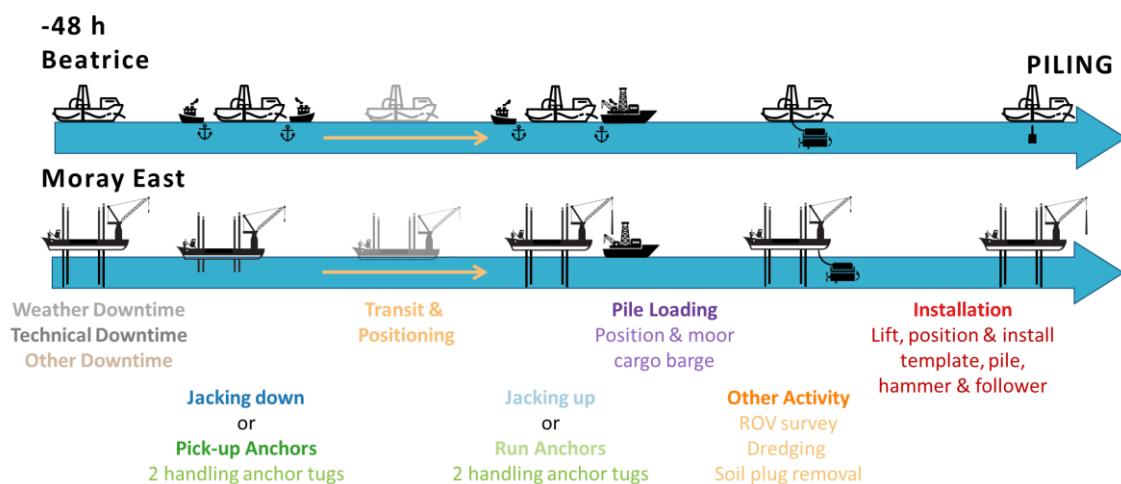 -48 h
Beatrice
PILING
Moray East
Weather Downtime
Technical Downtime
Other Downtime
Transit &
Positioning
Pile Loading
Position & moor
cargo barge
Installation
Lift, position & install
template, pile,
hammer & follower
Jacking down
or
Pick-up Anchors
2 handling anchor tugs
Jacking up
or
Run Anchors
2 handling anchor tugs
Other Activity
ROV survey
Dredging
Soil plug removal